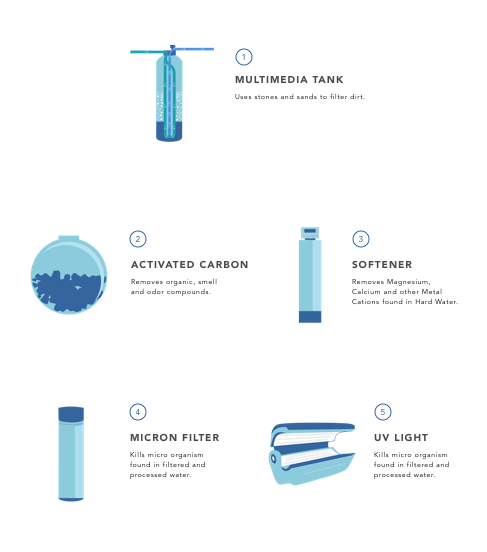 1
MULTIMEDIA TANK
Uses stones and sands to filter dirt.
2
ACTIVATED CARBON
Removes organic, smell
and odor compounds.
3
SOFTENER
Removes Magnesium,
Calcium and other Metal
Cations found in Hard Water.
4
MICRON FILTER
Kills micro organism
found in filtered and
processed water.
5
UV LIGHT
Kills micro organism
found in filtered and
processed water.